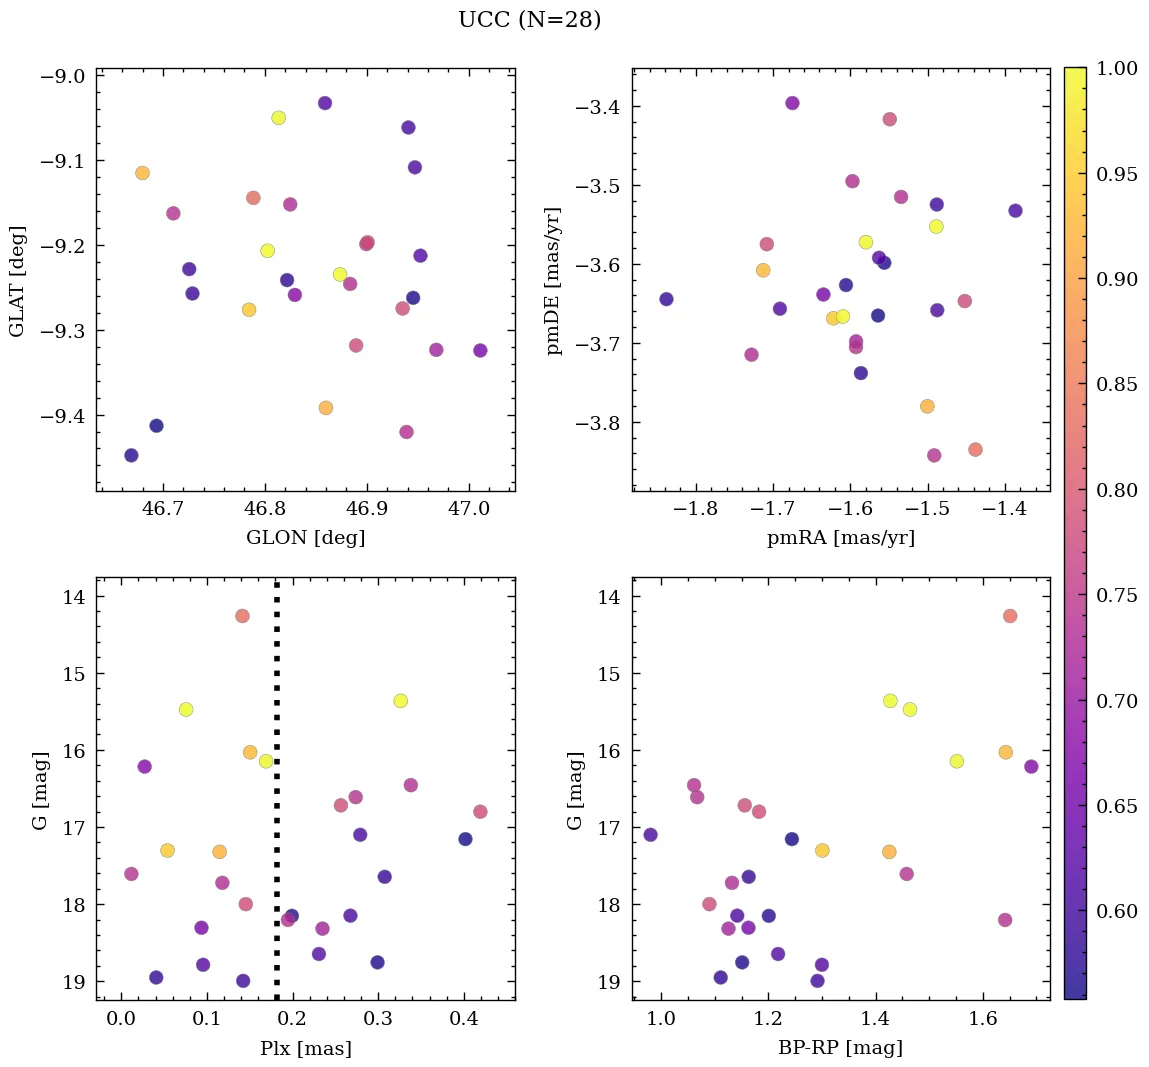 UCC (N=28)
−9.0
−9.1
−9.2
−9.3
−9.4
GLAT [deg]
46.7 46.8 46.9 47.0
GLON [deg]
−3.4
−3.5
−3.6
−3.7
−3.8
pmDE [mas/yr]
−1.8 −1.7 −1.6 −1.5 −1.4
pmRA [mas/yr]
14
15
16
17
18
19
G [mag]
0.0 0.1 0.2 0.3 0.4
Plx [mas]
14
15
16
17
18
19
G [mag]
1.0 1.2 1.4 1.6
BP-RP [mag]
1.00
0.95
0.90
0.85
0.80
0.75
0.70
0.65
0.60